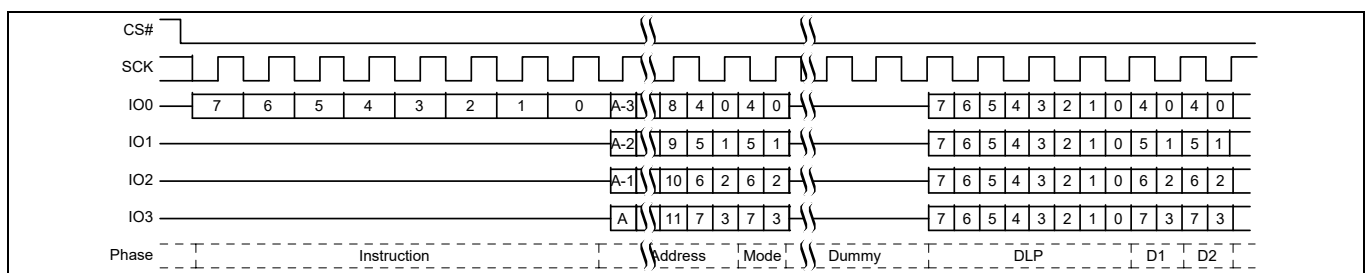 CS#
SCK
IO0 7 6 5 4 3 2 1 0 A-3 8 4 0 4 0 7 6 5 4 3 2 1 0 4 0 4 0
IO1 A-2 9 5 1 5 1 7 6 5 4 3 2 1 0 5 1 5 1
IO2 A-1 10 6 2 6 2 7 6 5 4 3 2 1 0 6 2 6 2
IO3 A 11 7 3 7 3 7 6 5 4 3 2 1 0 7 3 7 3
Phase Instruction Address Mode Dummy DLP D1 D2